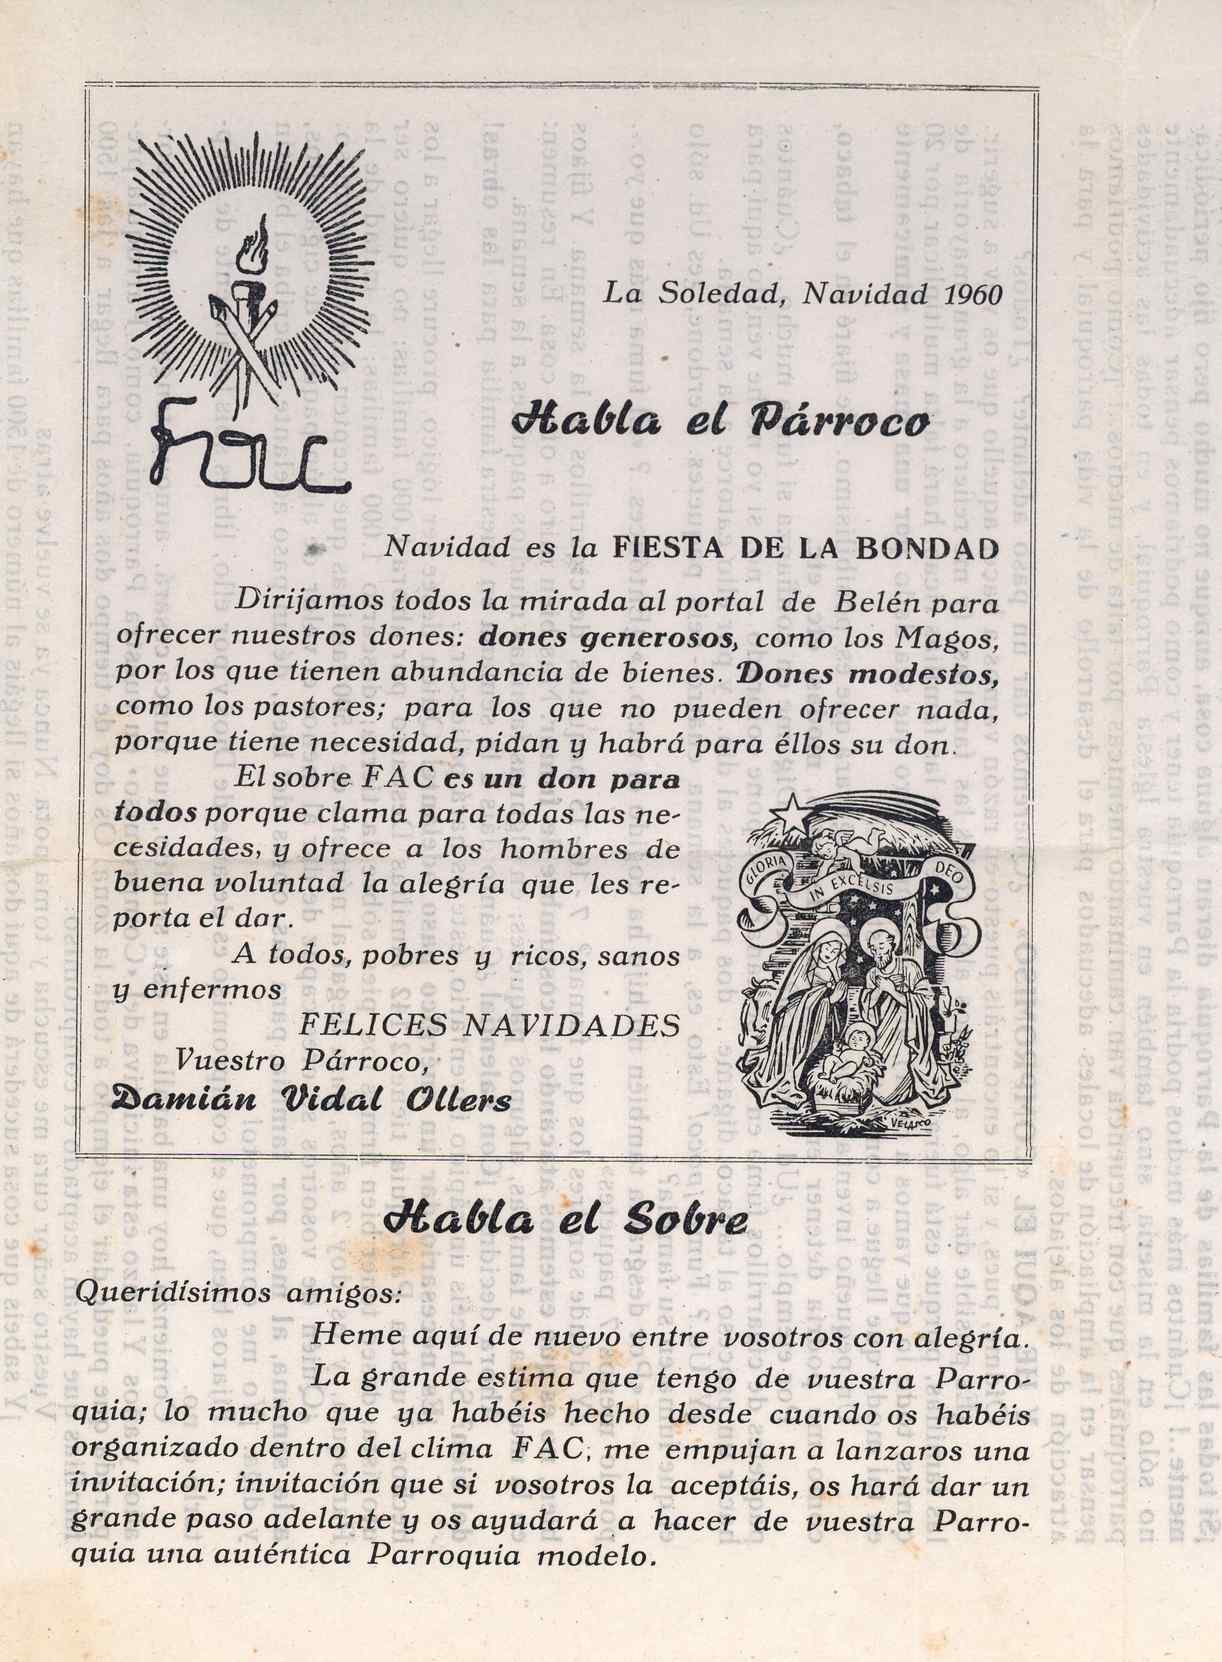 La Soledad, Navidad 1960
Fac
Habla el Párroco
Navidad es la FIESTA DE LA BONDAD
Dirijamos todos la mirada al portal de Belén para
ofrecer nuestros dones: dones generosos, como los Magos,
por los que tienen abundancia de bienes. Dones modestos,
como los pastores; para los que no pueden ofrecer nada,
porque tiene necesidad, pidan y habrá para éllos su don.
El sobre FAC es un don para
todos porque clama para todas las ne-
cesidades, y ofrece a los hombres de
buena voluntad la alegría que les re-
porta el dar.
A todos, pobres y ricos, sanos
y enfermos
FELICES NAVIDADES
Vuestro Párroco,
Damián Vidal Ollers
GLORIA
IN EXCELSIS
DEO
VELASCO
Habla el Sobre
Queridísimos amigos:
Heme aquí de nuevo entre vosotros con alegría.
La grande estima que tengo de vuestra Parro-
quia; lo mucho que ya habéis hecho desde cuando os habéis
organizado dentro del clima FAC, me empujan a lanzaros una
invitación; invitación que si vosotros la aceptáis, os hará dar un
grande paso adelante y os ayudará a hacer de vuestra Parro-
quia una auténtica Parroquia modelo.